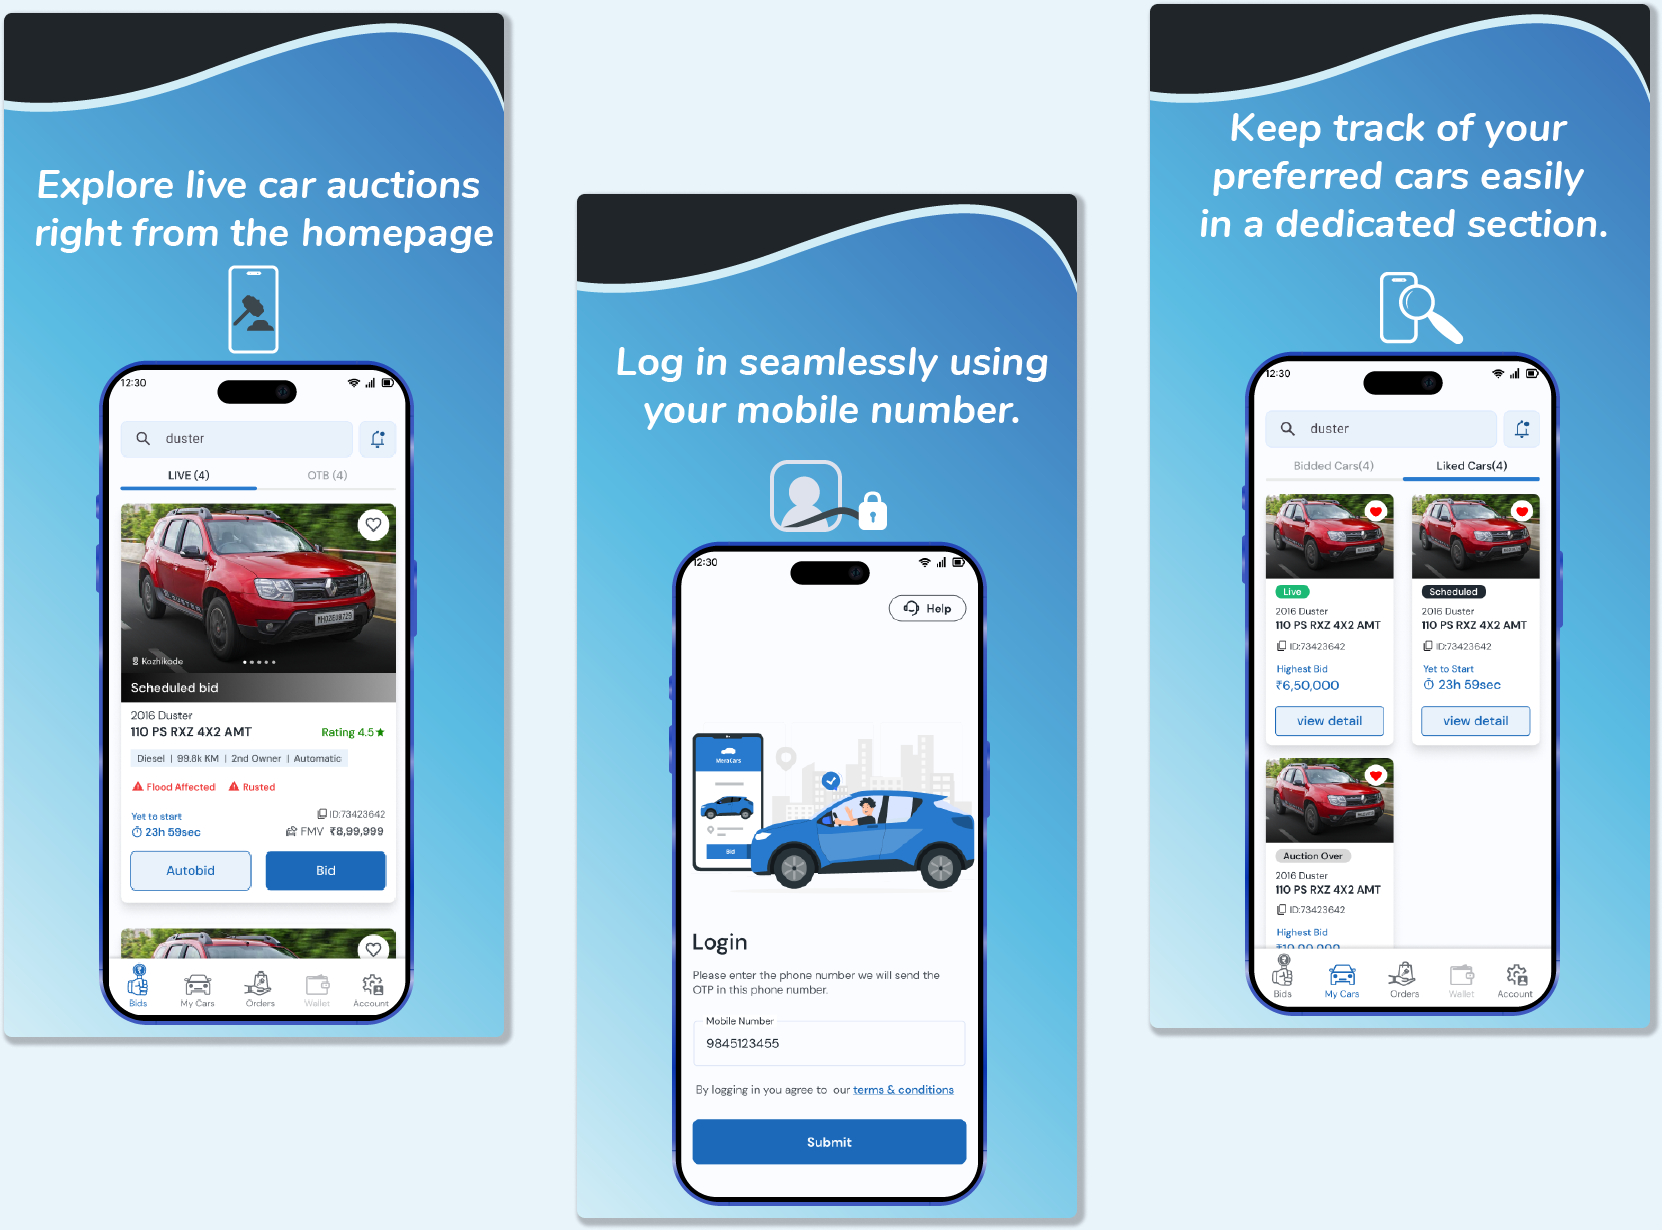 Explore live car auctions
right from the homepage
12:30
duster
LIVE (4)
OTB (4)
Kozhikode
Scheduled bid
2016 Duster
110 PS RXZ 4X2 AMT
Rating 4.5★
Diesel | 99.8k KM | 2nd Owner | Automatic
Flood Affected
Rusted
Yet to start
ID:73423642
23h 59sec
FMV ₹8,99,999
Autobid
Bid
Bids
My Cars
Orders
Wallet
Account
Log in seamlessly using
your mobile number.
12:30
Help
MeraCars
Bid
Login
Please enter the phone number we will send the
OTP in this phone number.
Mobile Number
9845123455
By logging in you agree to our terms & conditions
Submit
Keep track of your
preferred cars easily
in a dedicated section.
12:30
duster
Bidded Cars(4)
Liked Cars(4)
Live
2016 Duster
110 PS RXZ 4X2 AMT
ID:73423642
Highest Bid
₹6,50,000
view detail
Scheduled
2016 Duster
110 PS RXZ 4X2 AMT
ID:73423642
Yet to Start
23h 59sec
view detail
Auction Over
2016 Duster
110 PS RXZ 4X2 AMT
ID:73423642
Highest Bid
₹10,00,000
Bids
My Cars
Orders
Wallet
Account